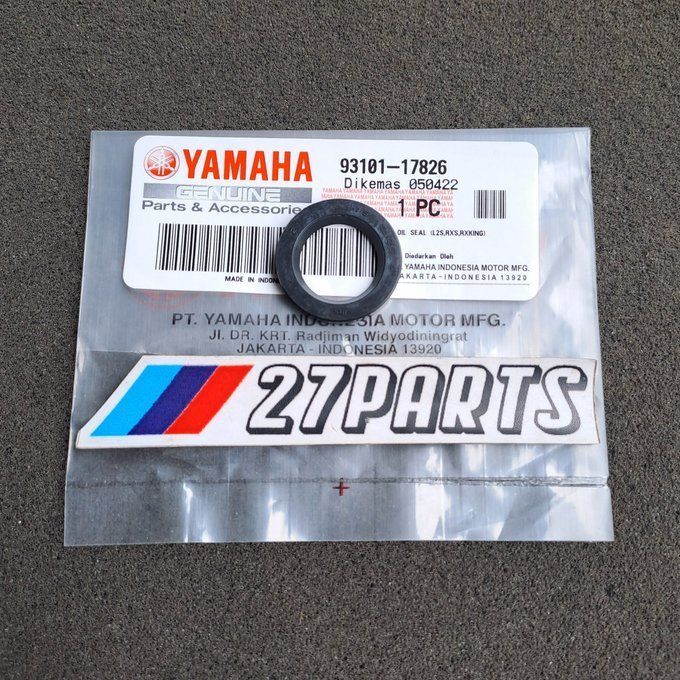 YAMAHA
GENUINE
Parts & Accessories
93101-17826
Dikemas 050422
1 PC
OIL SEAL (L2S,RXS,RXKING)
Diedarkan Oleh
YAMAHA INDONESIA MOTOR MFG.
JAKARTA-INDONESIA 13920
MADE IN INDON
PT. YAMAHA INDONESIA MOTOR MFG.
Jl. DR. KRT. Radjiman Widyodiningrat
JAKARTA - INDONESIA 13920
27PARTS